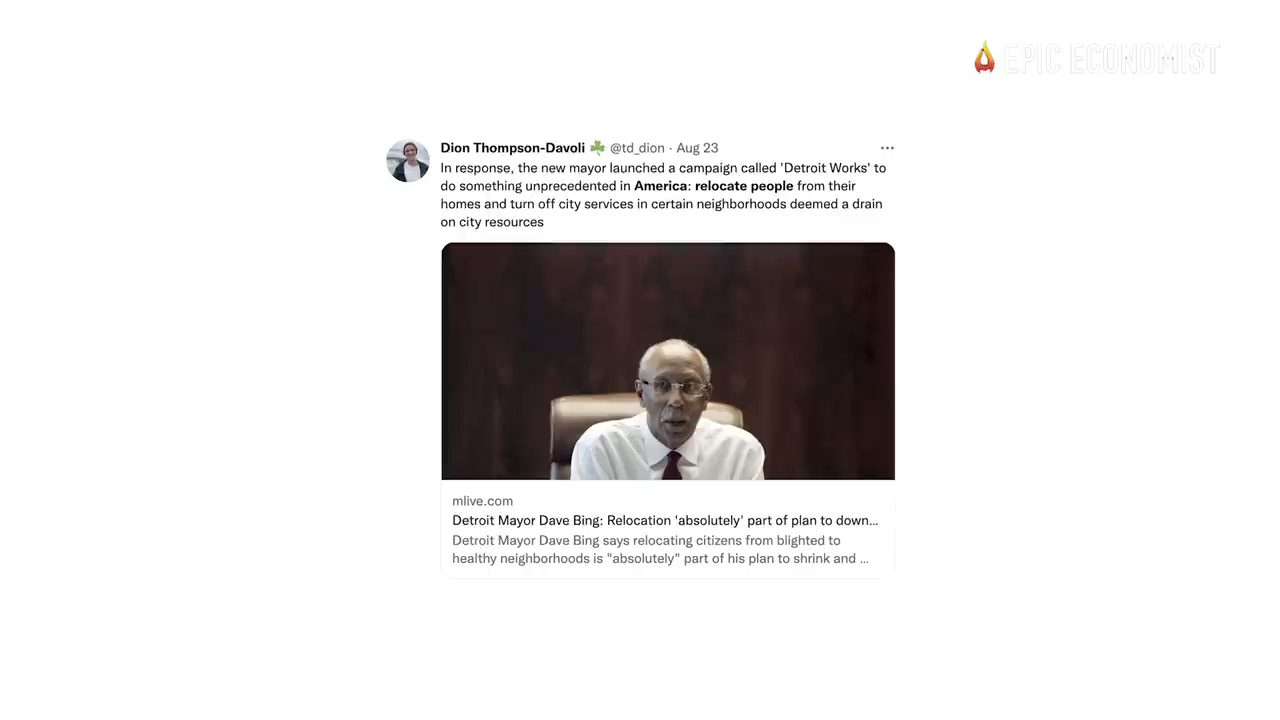 EPIC ECONOMIST
Dion Thompson-Davoli ☘️ @td_dion · Aug 23
In response, the new mayor launched a campaign called 'Detroit Works' to
do something unprecedented in America: relocate people from their
homes and turn off city services in certain neighborhoods deemed a drain
on city resources
mlive.com
Detroit Mayor Dave Bing: Relocation 'absolutely' part of plan to down...
Detroit Mayor Dave Bing says relocating citizens from blighted to
healthy neighborhoods is "absolutely" part of his plan to shrink and ...